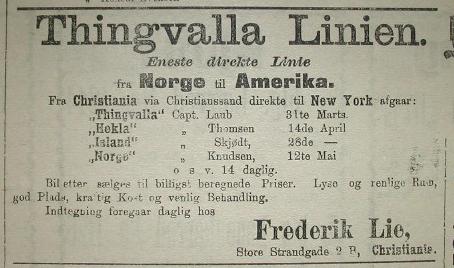 Thingvalla Linien.
Eneste direkte Linie
fra Norge til Amerika.
Fra Christiania via Christianssand direkte til New York afgaar:
„Thingvalla” Capt. Laub 31te Marts.
„Hekla” „ Thomsen 14de April
„Island” „ Skjødt, 28de —
„Norge” „ Knudsen, 12te Mai
o s v. 14 daglig.
Billetter sælges til billigst beregnede Priser. Lyse og renlige Rum,
god Plads, kraftig Kost og venlig Behandling.
Indtegning foregaar daglig hos
Frederik Lie,
Store Strandgade 2 B, Christiania.